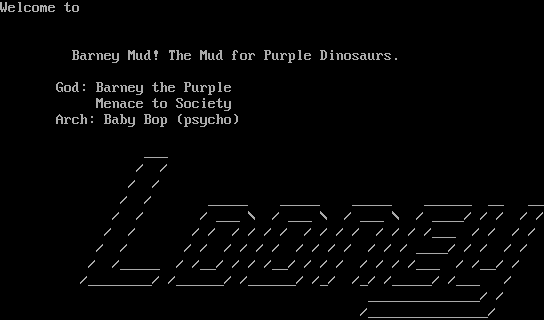 Welcome to
Barney Mud! The Mud for Purple Dinosaurs.
God: Barney the Purple
Menace to Society
Arch: Baby Bop (psycho)
Looney